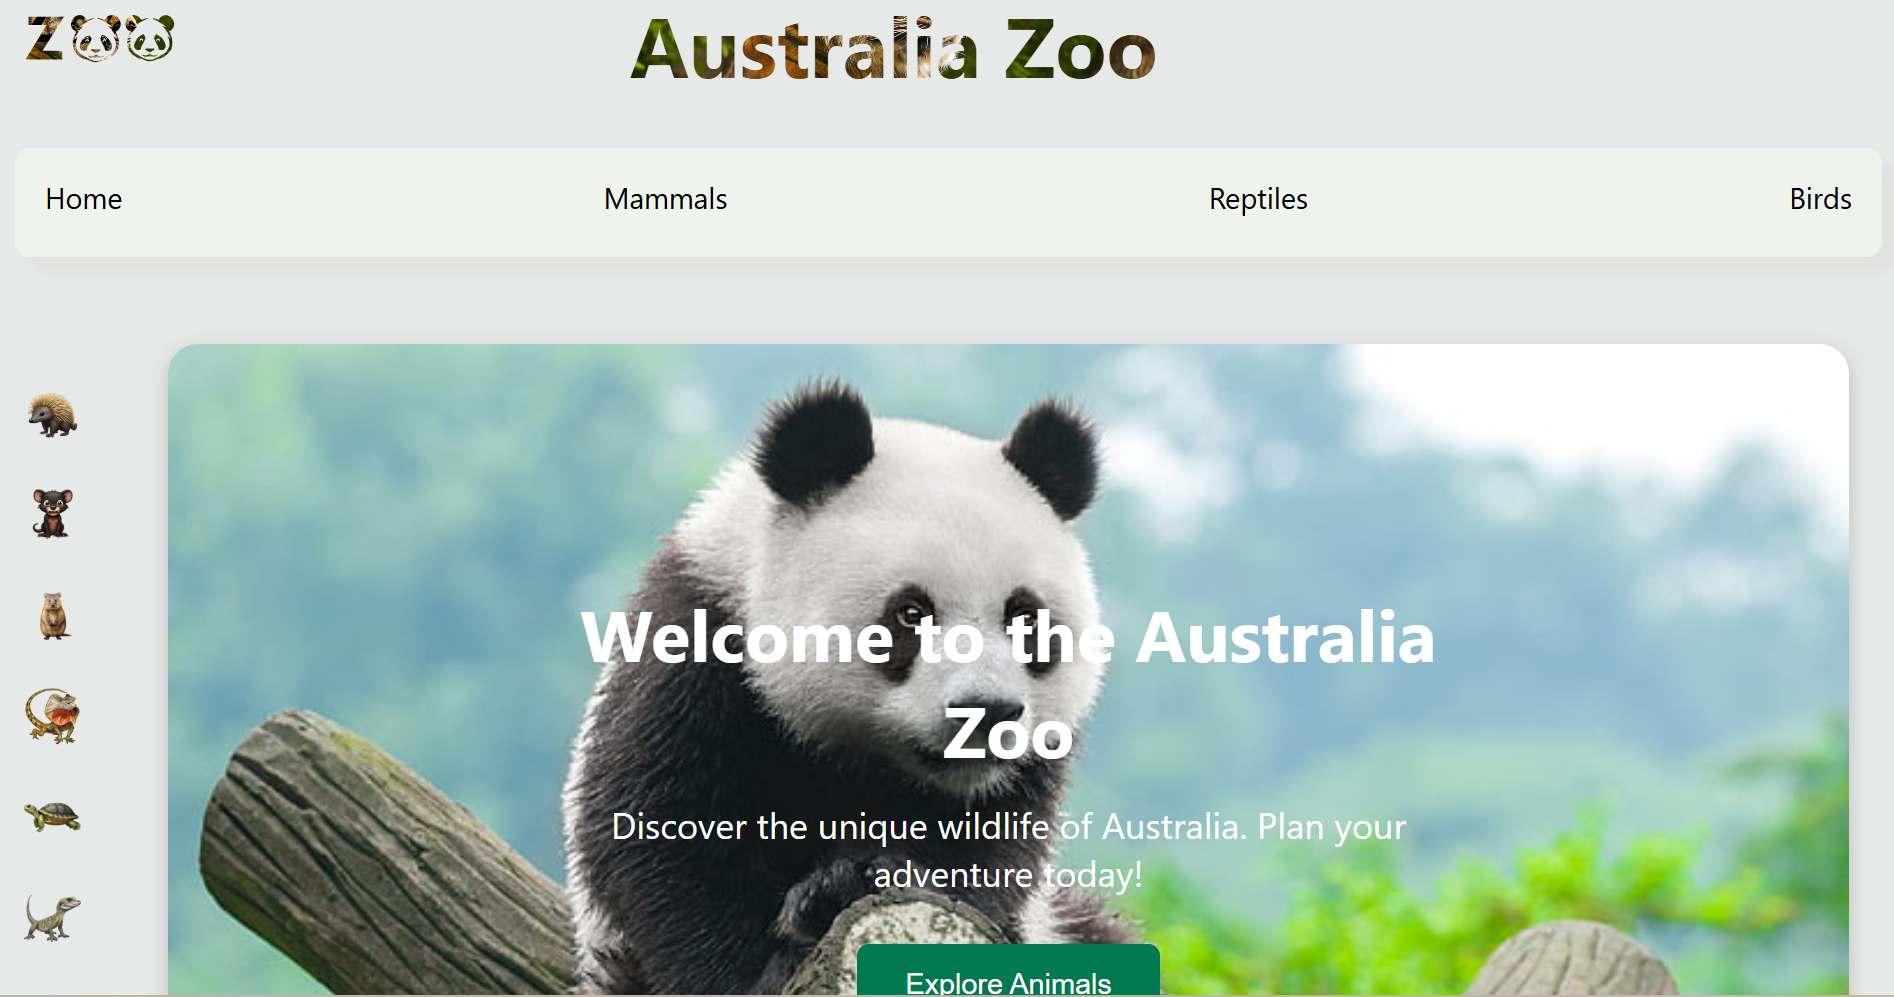 Zoo
Australia Zoo
Home
Mammals
Reptiles
Birds
Welcome to the Australia
Zoo
Discover the unique wildlife of Australia. Plan your
adventure today!
Explore Animals